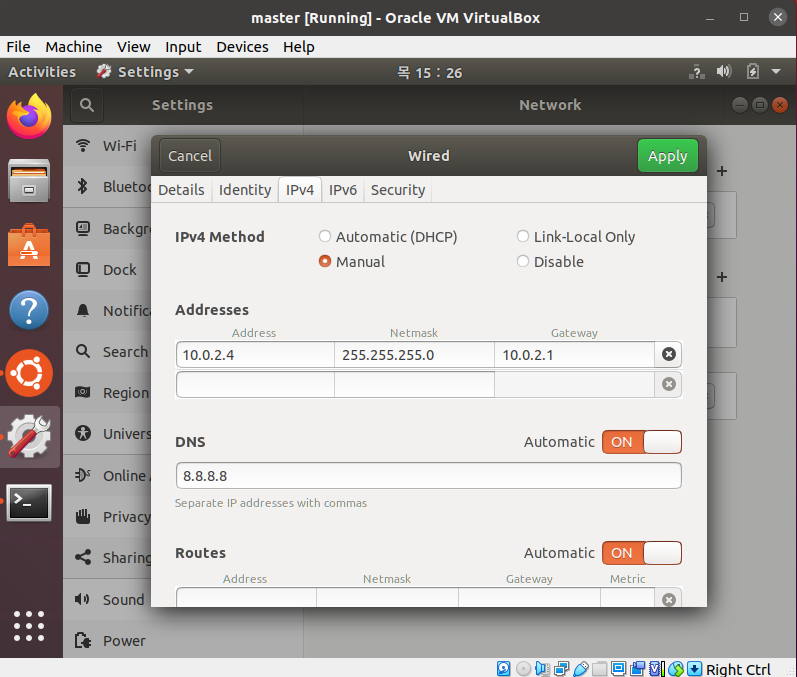 master [Running] - Oracle VM VirtualBox
File Machine View Input Devices Help
Activities Settings 목 15 : 26
Settings Network
Wi-Fi
Blueto
Backgr
Dock
Notific
Search
Region
Univers
Online A
Privacy
Sharing
Sound
Power
Cancel Wired Apply
Details Identity IPv4 IPv6 Security
IPv4 Method Automatic (DHCP) Link-Local Only
Manual Disable
Addresses
Address Netmask Gateway
10.0.2.4 255.255.255.0 10.0.2.1
DNS Automatic ON
8.8.8.8
Separate IP addresses with commas
Routes Automatic ON
Address Netmask Gateway Metric
Right Ctrl